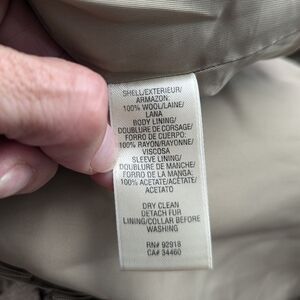 SHELL/EXTERIEUR/
ARMAZON:
100% WOOL/LAINE/
LANA
BODY LINING/
DOUBLURE DE CORSAGE/
FORRO DE CUERPO:
100% RAYON/RAYONNE/
VISCOSA
SLEEVE LINING/
DOUBLURE DE MANCHE/
FORRO DE LA MANGA:
100% ACETATE/ACÉTATE/
ACETATO
DRY CLEAN
DETACH FUR
LINING/COLLAR BEFORE
WASHING
RN# 92918
CA# 34460